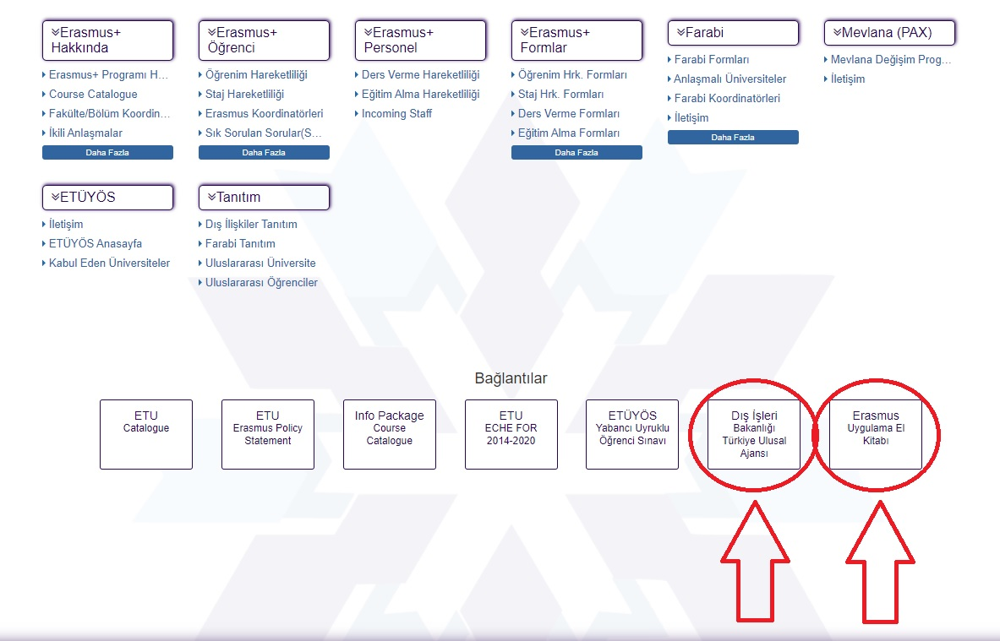 Erasmus+
Hakkında
Erasmus+ Programı H...
Course Catalogue
Fakülte/Bölüm Koordin...
İkili Anlaşmalar
Daha Fazla
Erasmus+
Öğrenci
Öğrenim Hareketliliği
Staj Hareketliliği
Erasmus Koordinatörleri
Sık Sorulan Sorular(S...
Daha Fazla
Erasmus+
Personel
Ders Verme Hareketliliği
Eğitim Alma Hareketliliği
Incoming Staff
Erasmus+
Formlar
Öğrenim Hrk. Formları
Staj Hrk. Formları
Ders Verme Formları
Eğitim Alma Formları
Daha Fazla
Farabi
Farabi Formları
Anlaşmalı Üniversiteler
Farabi Koordinatörleri
İletişim
Daha Fazla
Mevlana (PAX)
Mevlana Değişim Prog...
İletişim
ETÜYÖS
İletişim
ETÜYÖS Anasayfa
Kabul Eden Üniversiteler
Tanıtım
Dış İlişkiler Tanıtım
Farabi Tanıtım
Uluslararası Üniversite
Uluslararası Öğrenciler
Bağlantılar
ETU
Catalogue
ETU
Erasmus Policy
Statement
Info Package
Course
Catalogue
ETU
ECHE FOR
2014-2020
ETÜYÖS
Yabancı Uyruklu
Öğrenci Sınavı
Dış İşleri
Bakanlığı
Türkiye Ulusal
Ajansı
Erasmus
Uygulama El
Kitabı